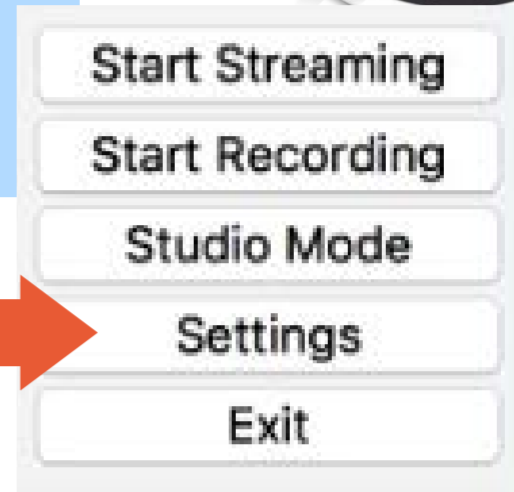 Start Streaming
Start Recording
Studio Mode
Settings
Exit